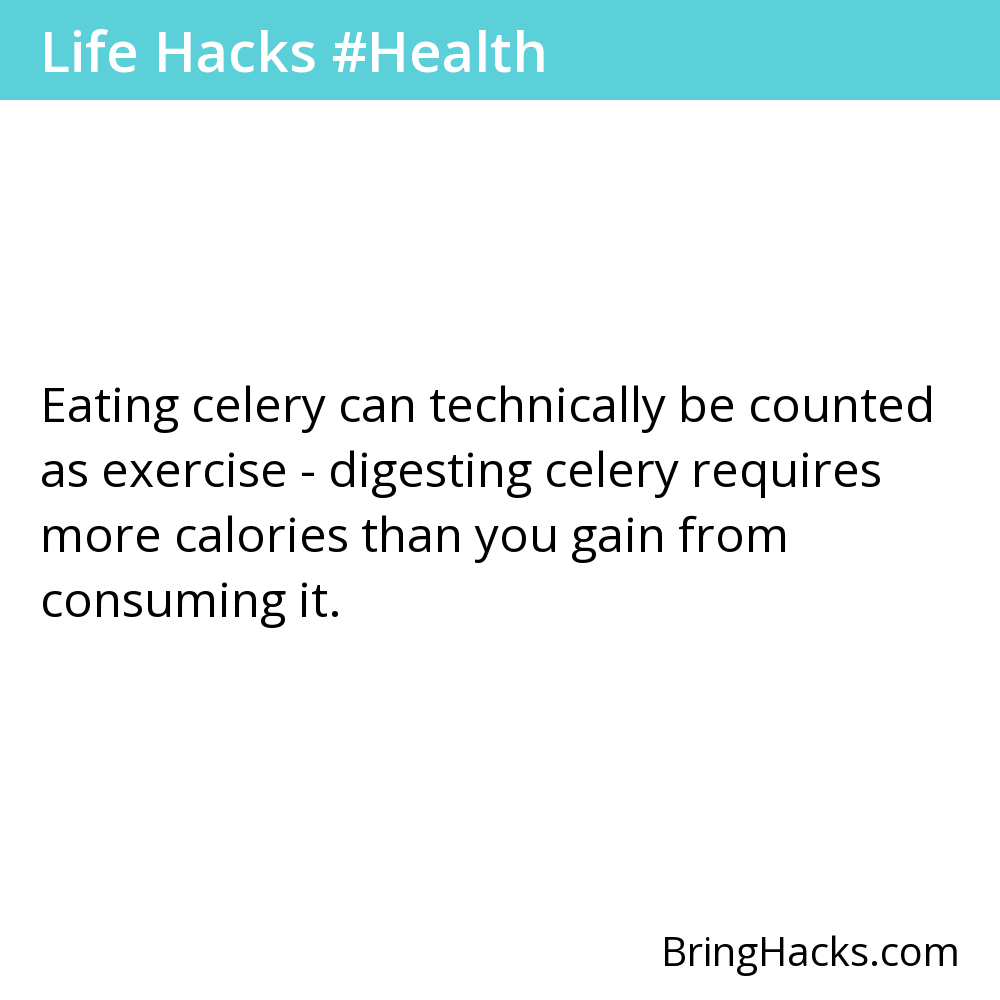 Life Hacks #Health
Eating celery can technically be counted
as exercise - digesting celery requires
more calories than you gain from
consuming it.
BringHacks.com